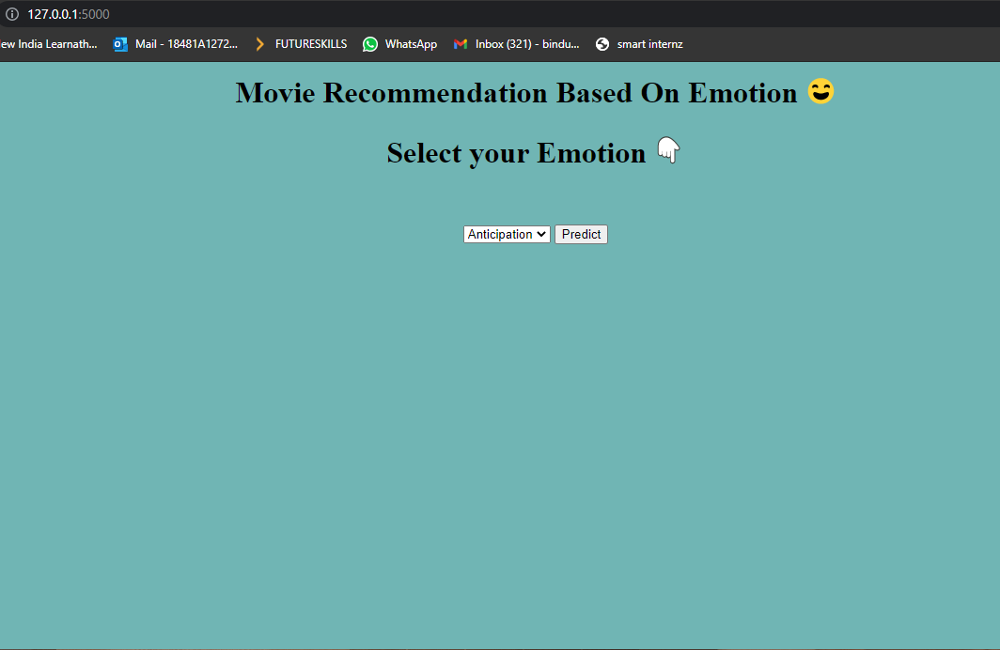 127.0.0.1:5000
ew India Learnath... Mail - 18481A1272... FUTURESKILLS WhatsApp Inbox (321) - bindu... smart internz
Movie Recommendation Based On Emotion 😄
Select your Emotion 👇
Anticipation Predict